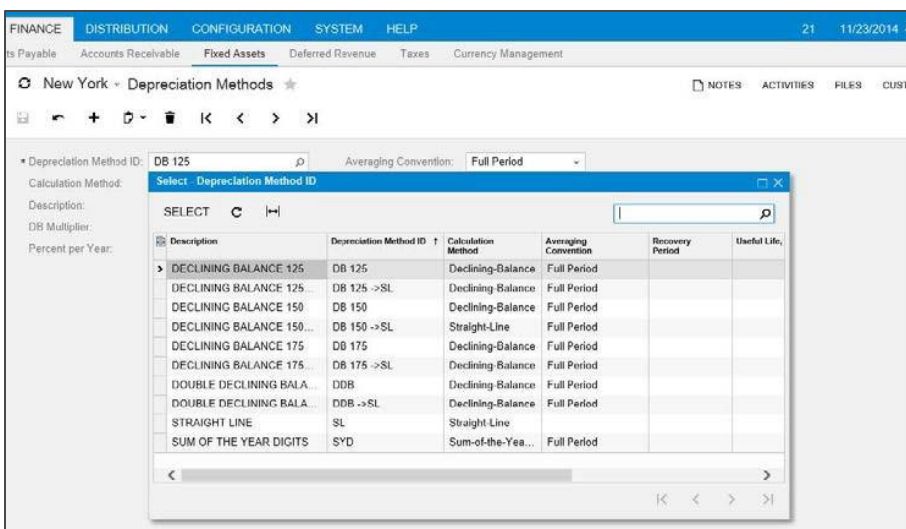 FINANCE DISTRIBUTION CONFIGURATION SYSTEM HELP 21 11/23/2014
ts Payable Accounts Receivable Fixed Assets Deferred Revenue Taxes Currency Management
New York - Depreciation Methods NOTES ACTIVITIES FILES CUST
* Depreciation Method ID: DB 125 Averaging Convention: Full Period
Calculation Method:
Description:
DB Multiplier:
Percent per Year:
Select - Depreciation Method ID
SELECT
Description Depreciation Method ID ↑ Calculation Method Averaging Convention Recovery Period Useful Life,
DECLINING BALANCE 125 DB 125 Declining-Balance Full Period
DECLINING BALANCE 125... DB 125 ->SL Declining-Balance Full Period
DECLINING BALANCE 150 DB 150 Declining-Balance Full Period
DECLINING BALANCE 150... DB 150 ->SL Straight-Line Full Period
DECLINING BALANCE 175 DB 175 Declining-Balance Full Period
DECLINING BALANCE 175... DB 175 ->SL Declining-Balance Full Period
DOUBLE DECLINING BALA... DDB Declining-Balance Full Period
DOUBLE DECLINING BALA... DDB ->SL Declining-Balance Full Period
STRAIGHT LINE SL Straight-Line
SUM OF THE YEAR DIGITS SYD Sum-of-the-Yea... Full Period